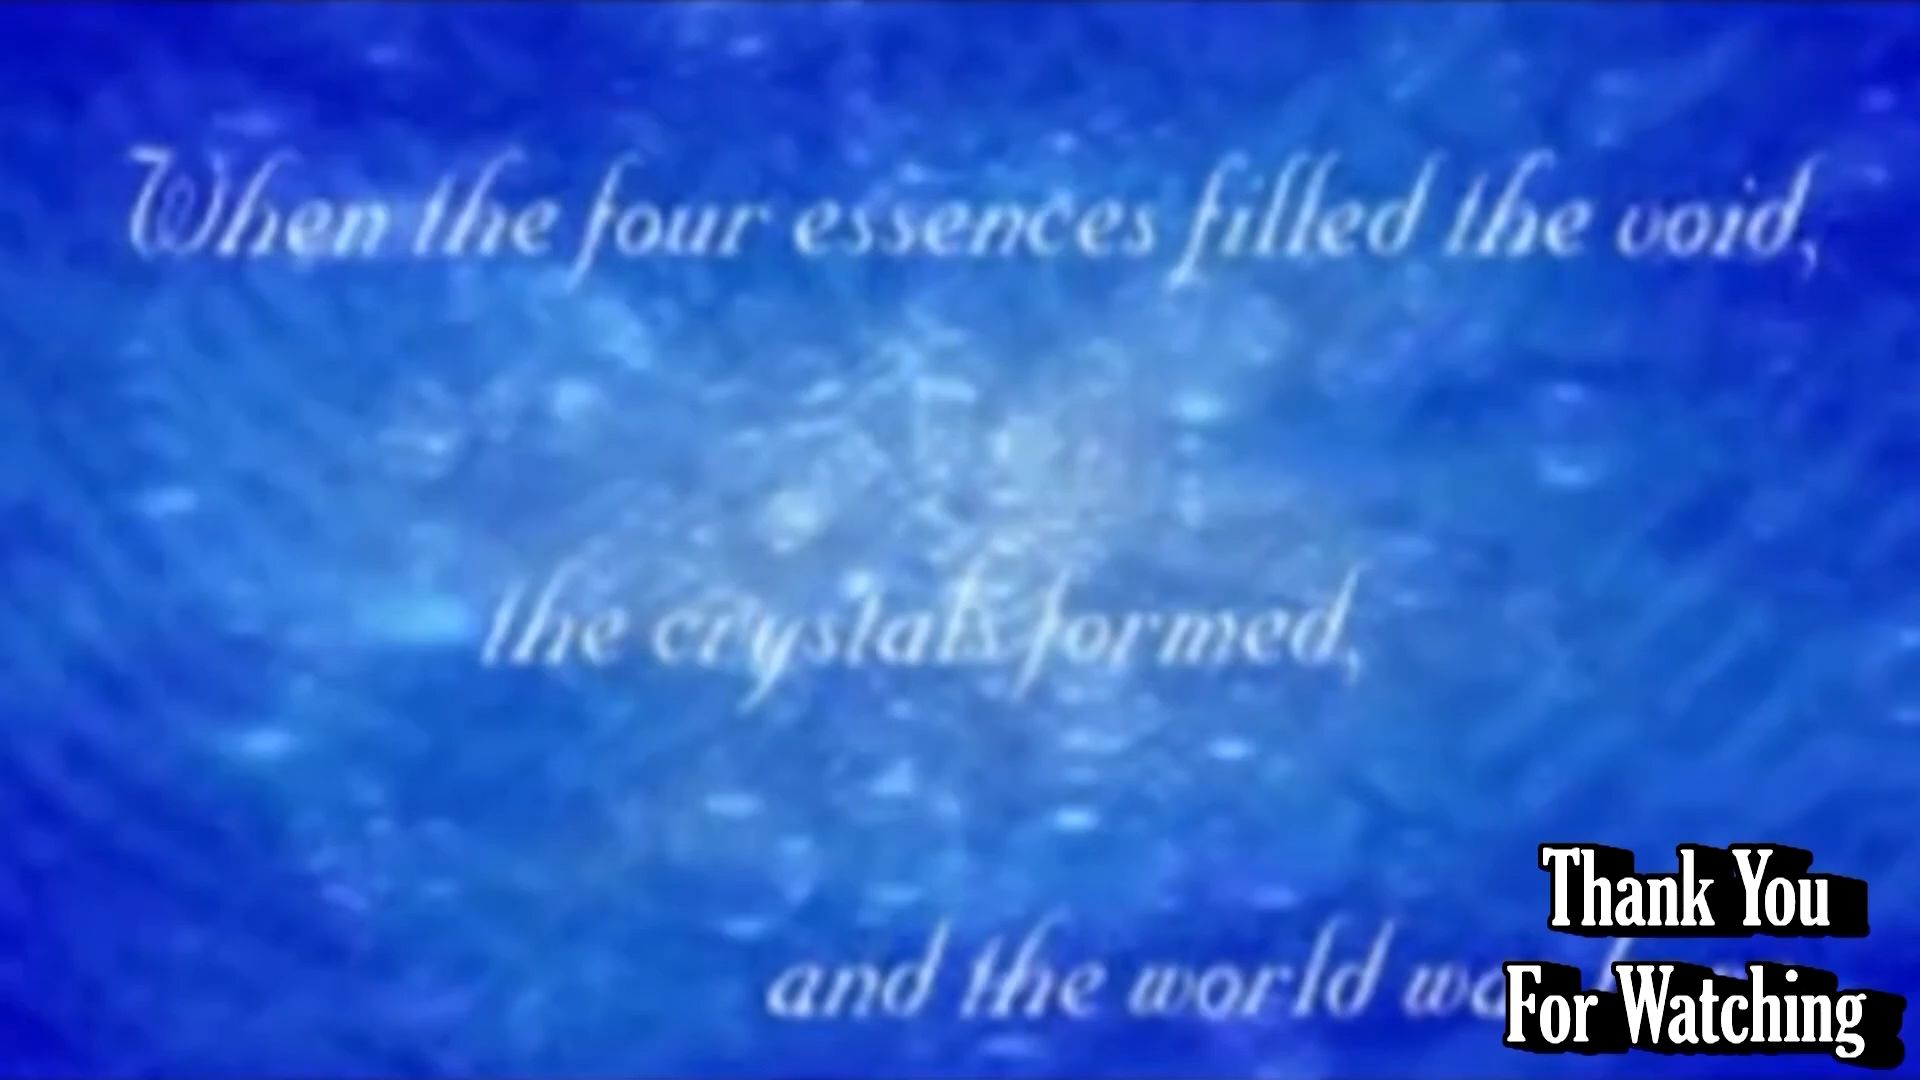 When the four essences filled the void,
the crystals formed,
and the world
Thank You
For Watching